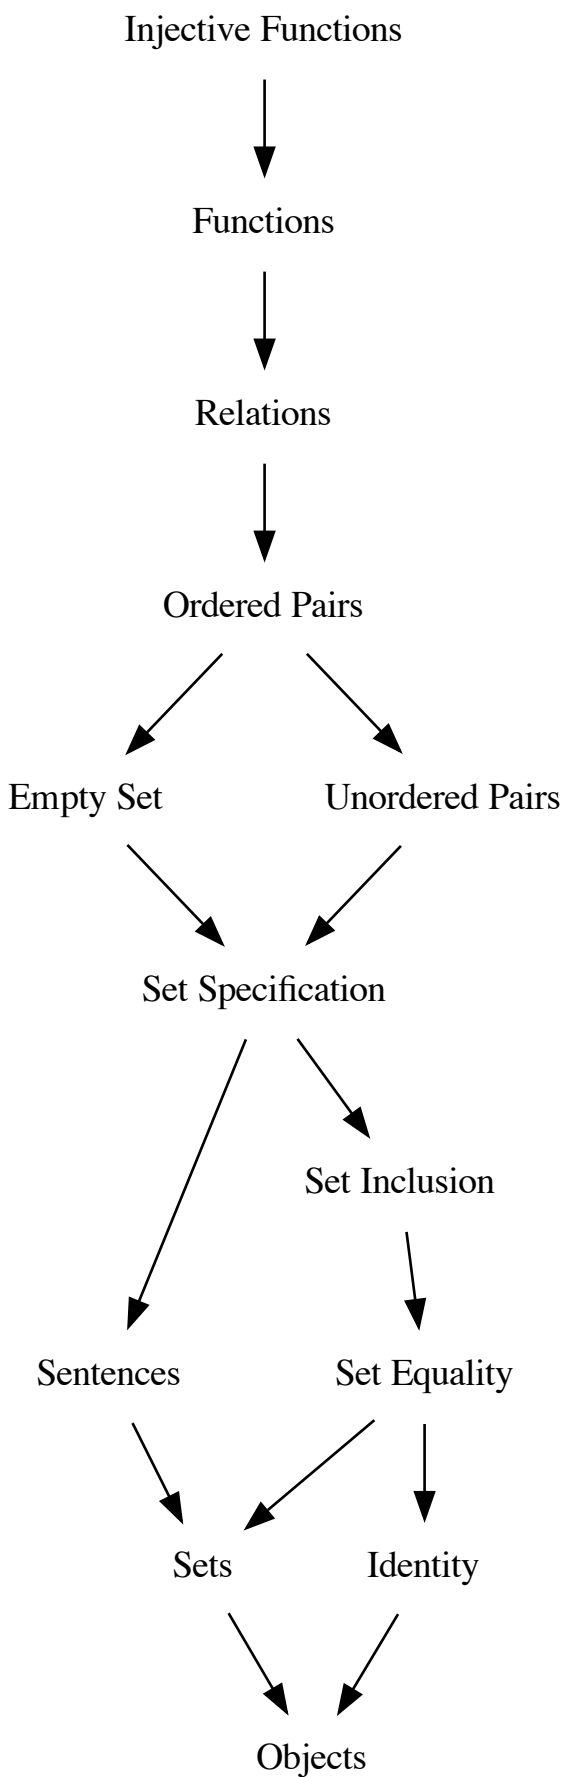 Injective Functions
Functions
Relations
Ordered Pairs
Empty Set
Unordered Pairs
Set Specification
Set Inclusion
Sentences
Set Equality
Sets
Identity
Objects